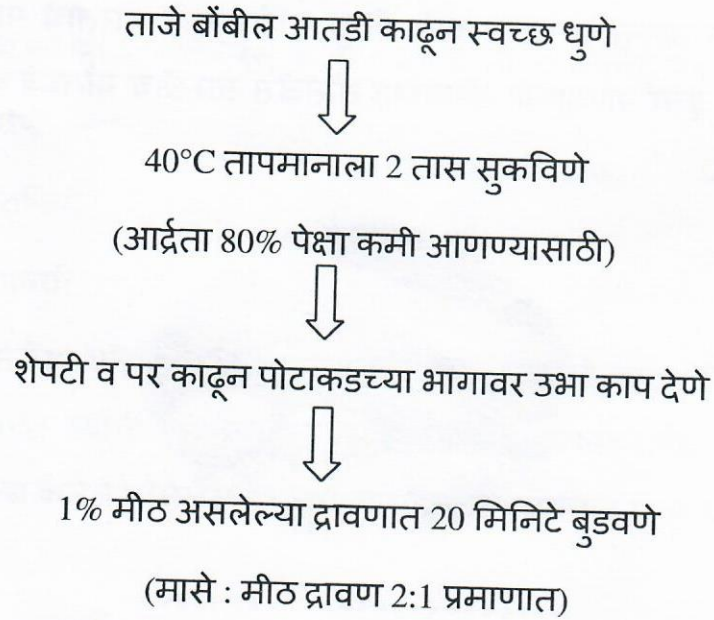 ताजे बोंबील आतडी काढून स्वच्छ धुणे
40°C तापमानाला 2 तास सुकविणे
(आर्द्रता 80% पेक्षा कमी आणण्यासाठी)
शेपटी व पर काढून पोटाकडच्या भागावर उभा काप देणे
1% मीठ असलेल्या द्रावणात 20 मिनिटे बुडवणे
(मासे : मीठ द्रावण 2:1 प्रमाणात)